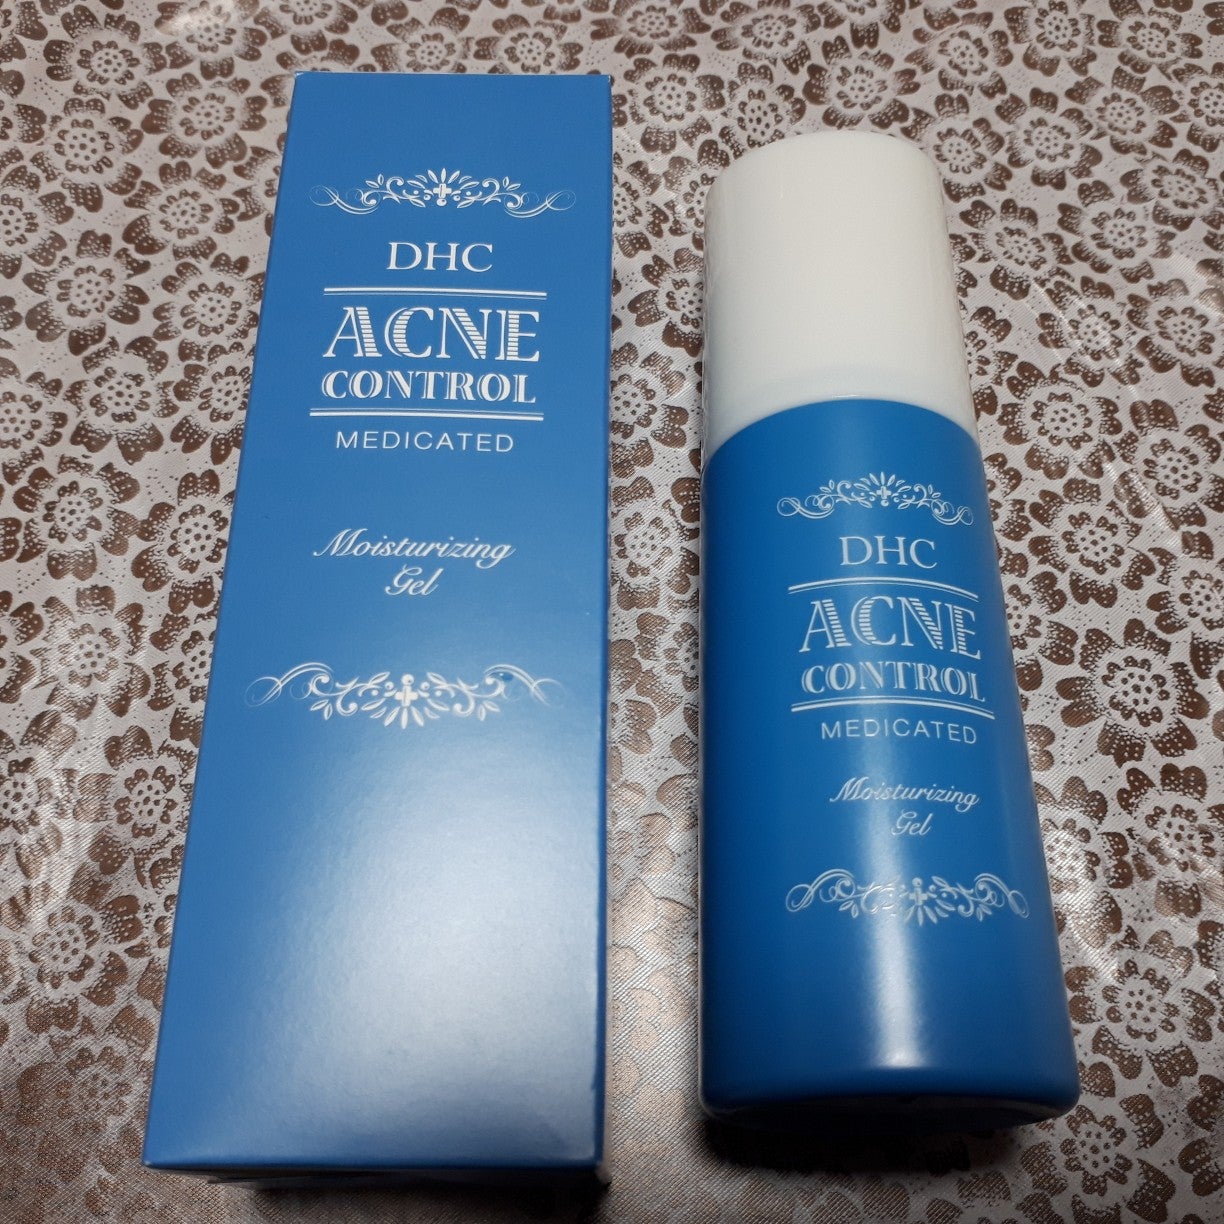 DHC
ACNE
CONTROL
MEDICATED
Moisturizing
Gel
DHC
ACNE
CONTROL
MEDICATED
Moisturizing
Gel